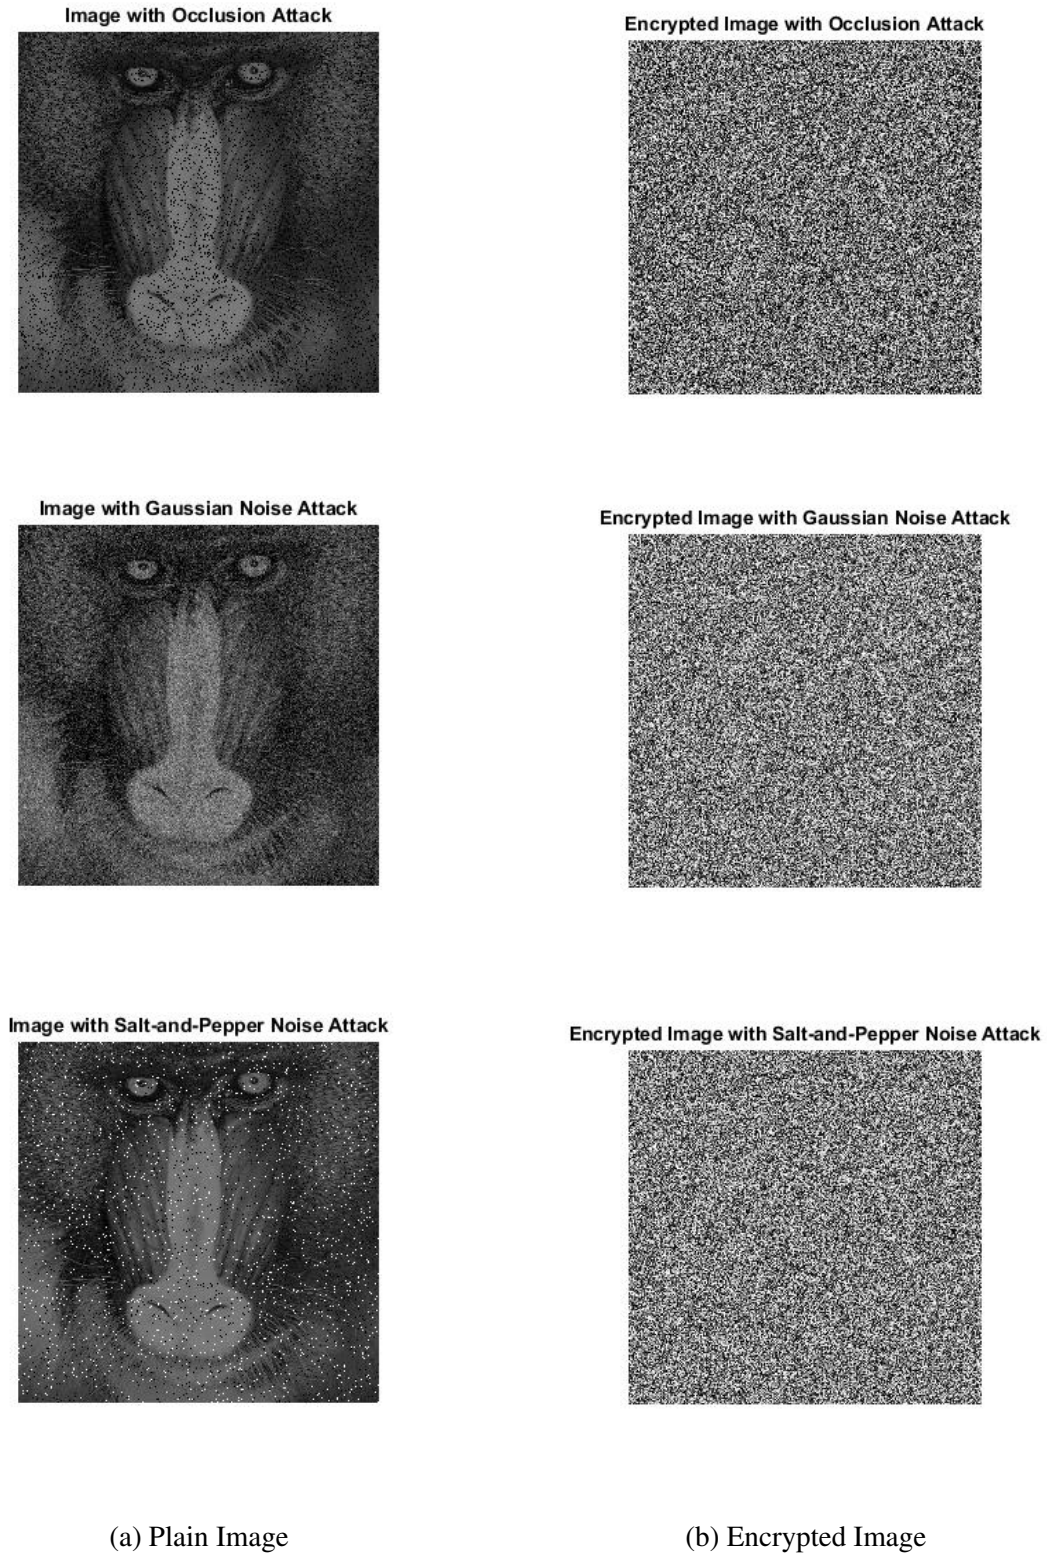 Image with Occlusion Attack
Encrypted Image with Occlusion Attack
Image with Gaussian Noise Attack
Encrypted Image with Gaussian Noise Attack
Image with Salt-and-Pepper Noise Attack
Encrypted Image with Salt-and-Pepper Noise Attack
(a) Plain Image
(b) Encrypted Image